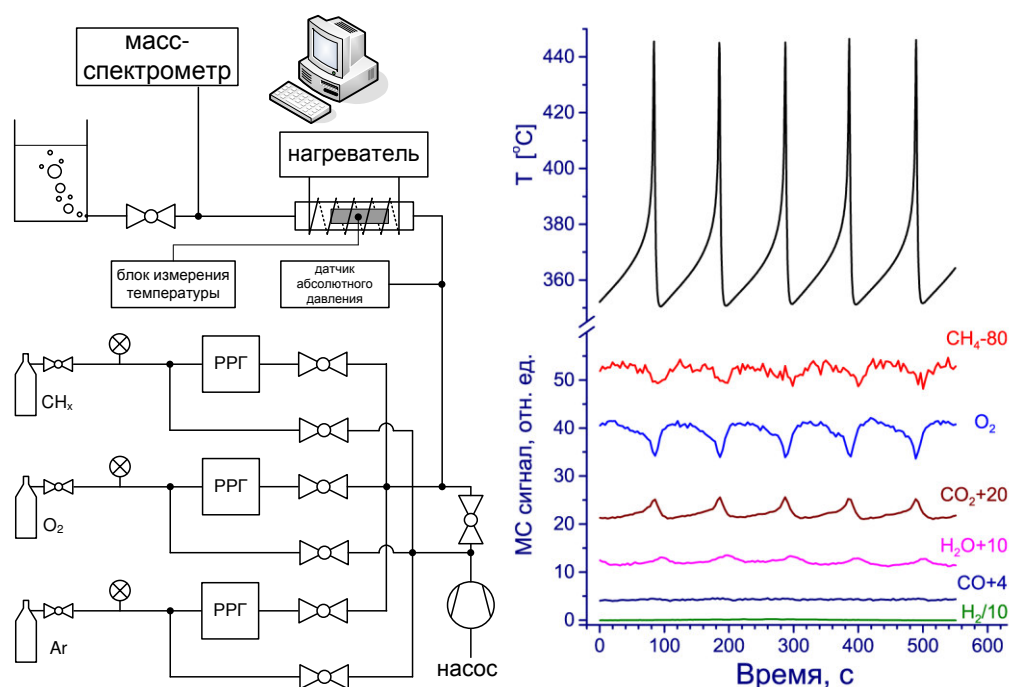 масс-
спектрометр
нагреватель
блок измерения
температуры
датчик
абсолютного
давления
РРГ
CHx
РРГ
O2
РРГ
Ar
насос
T [°C]
440
420
400
380
360
CH4-80
50
O2
40
МС сигнал, отн. ед.
30
CO2+20
20
H2O+10
10
CO+4
H2/10
0
0 100 200 300 400 500 600
Время, с